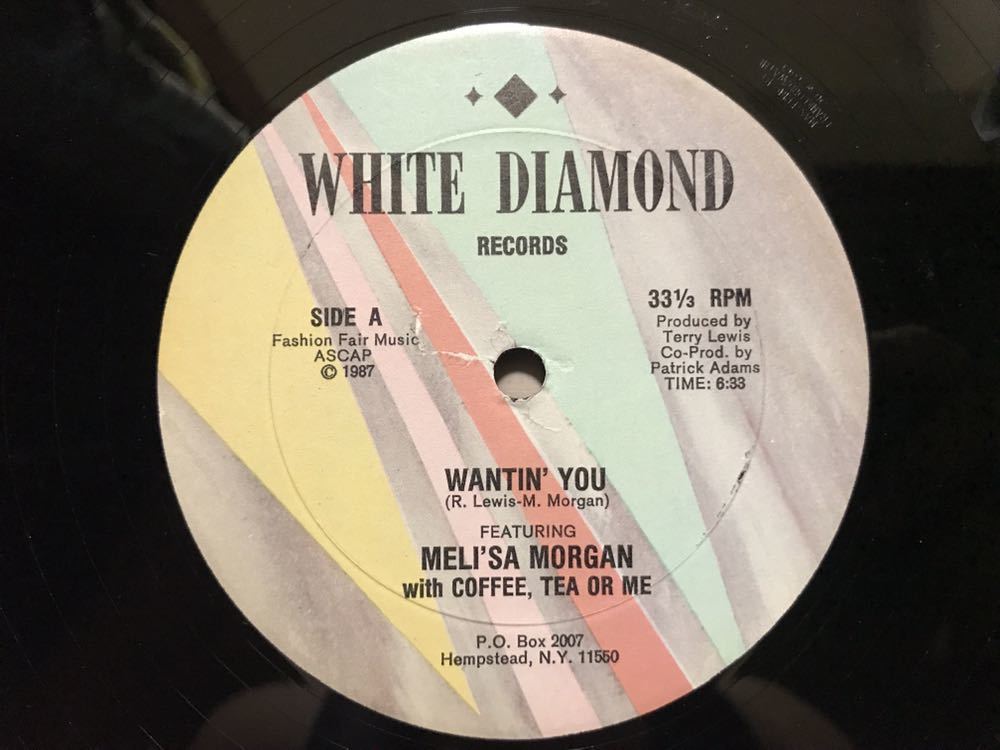 WHITE DIAMOND
RECORDS
SIDE A
Fashion Fair Music
ASCAP
© 1987
33⅓ RPM
Produced by
Terry Lewis
Co-Prod. by
Patrick Adams
TIME: 6:33
WANTIN' YOU
(R. Lewis-M. Morgan)
FEATURING
MELI'SA MORGAN
with COFFEE, TEA OR ME
P.O. Box 2007
Hempstead, N.Y. 11550